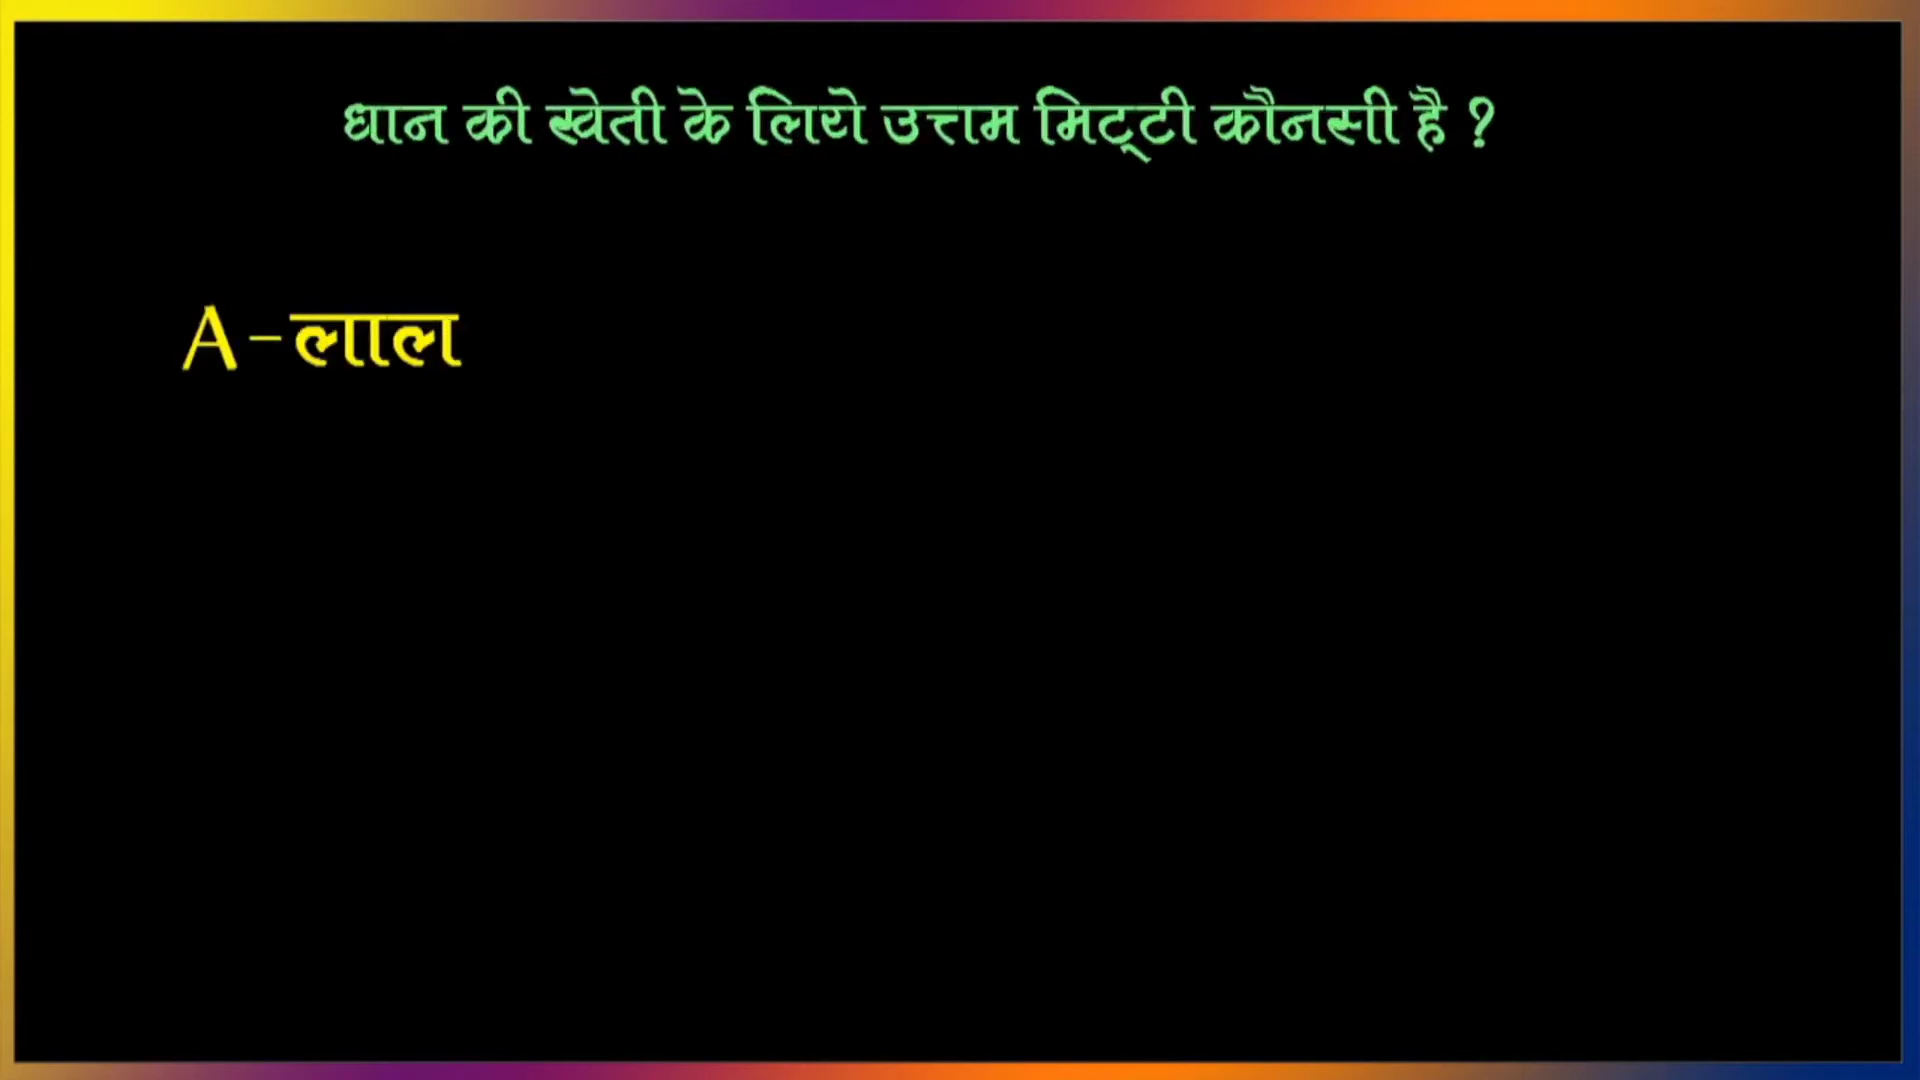 धान की खेती के लिये उत्तम मिट्टी कौनसी है ?
A-लाल